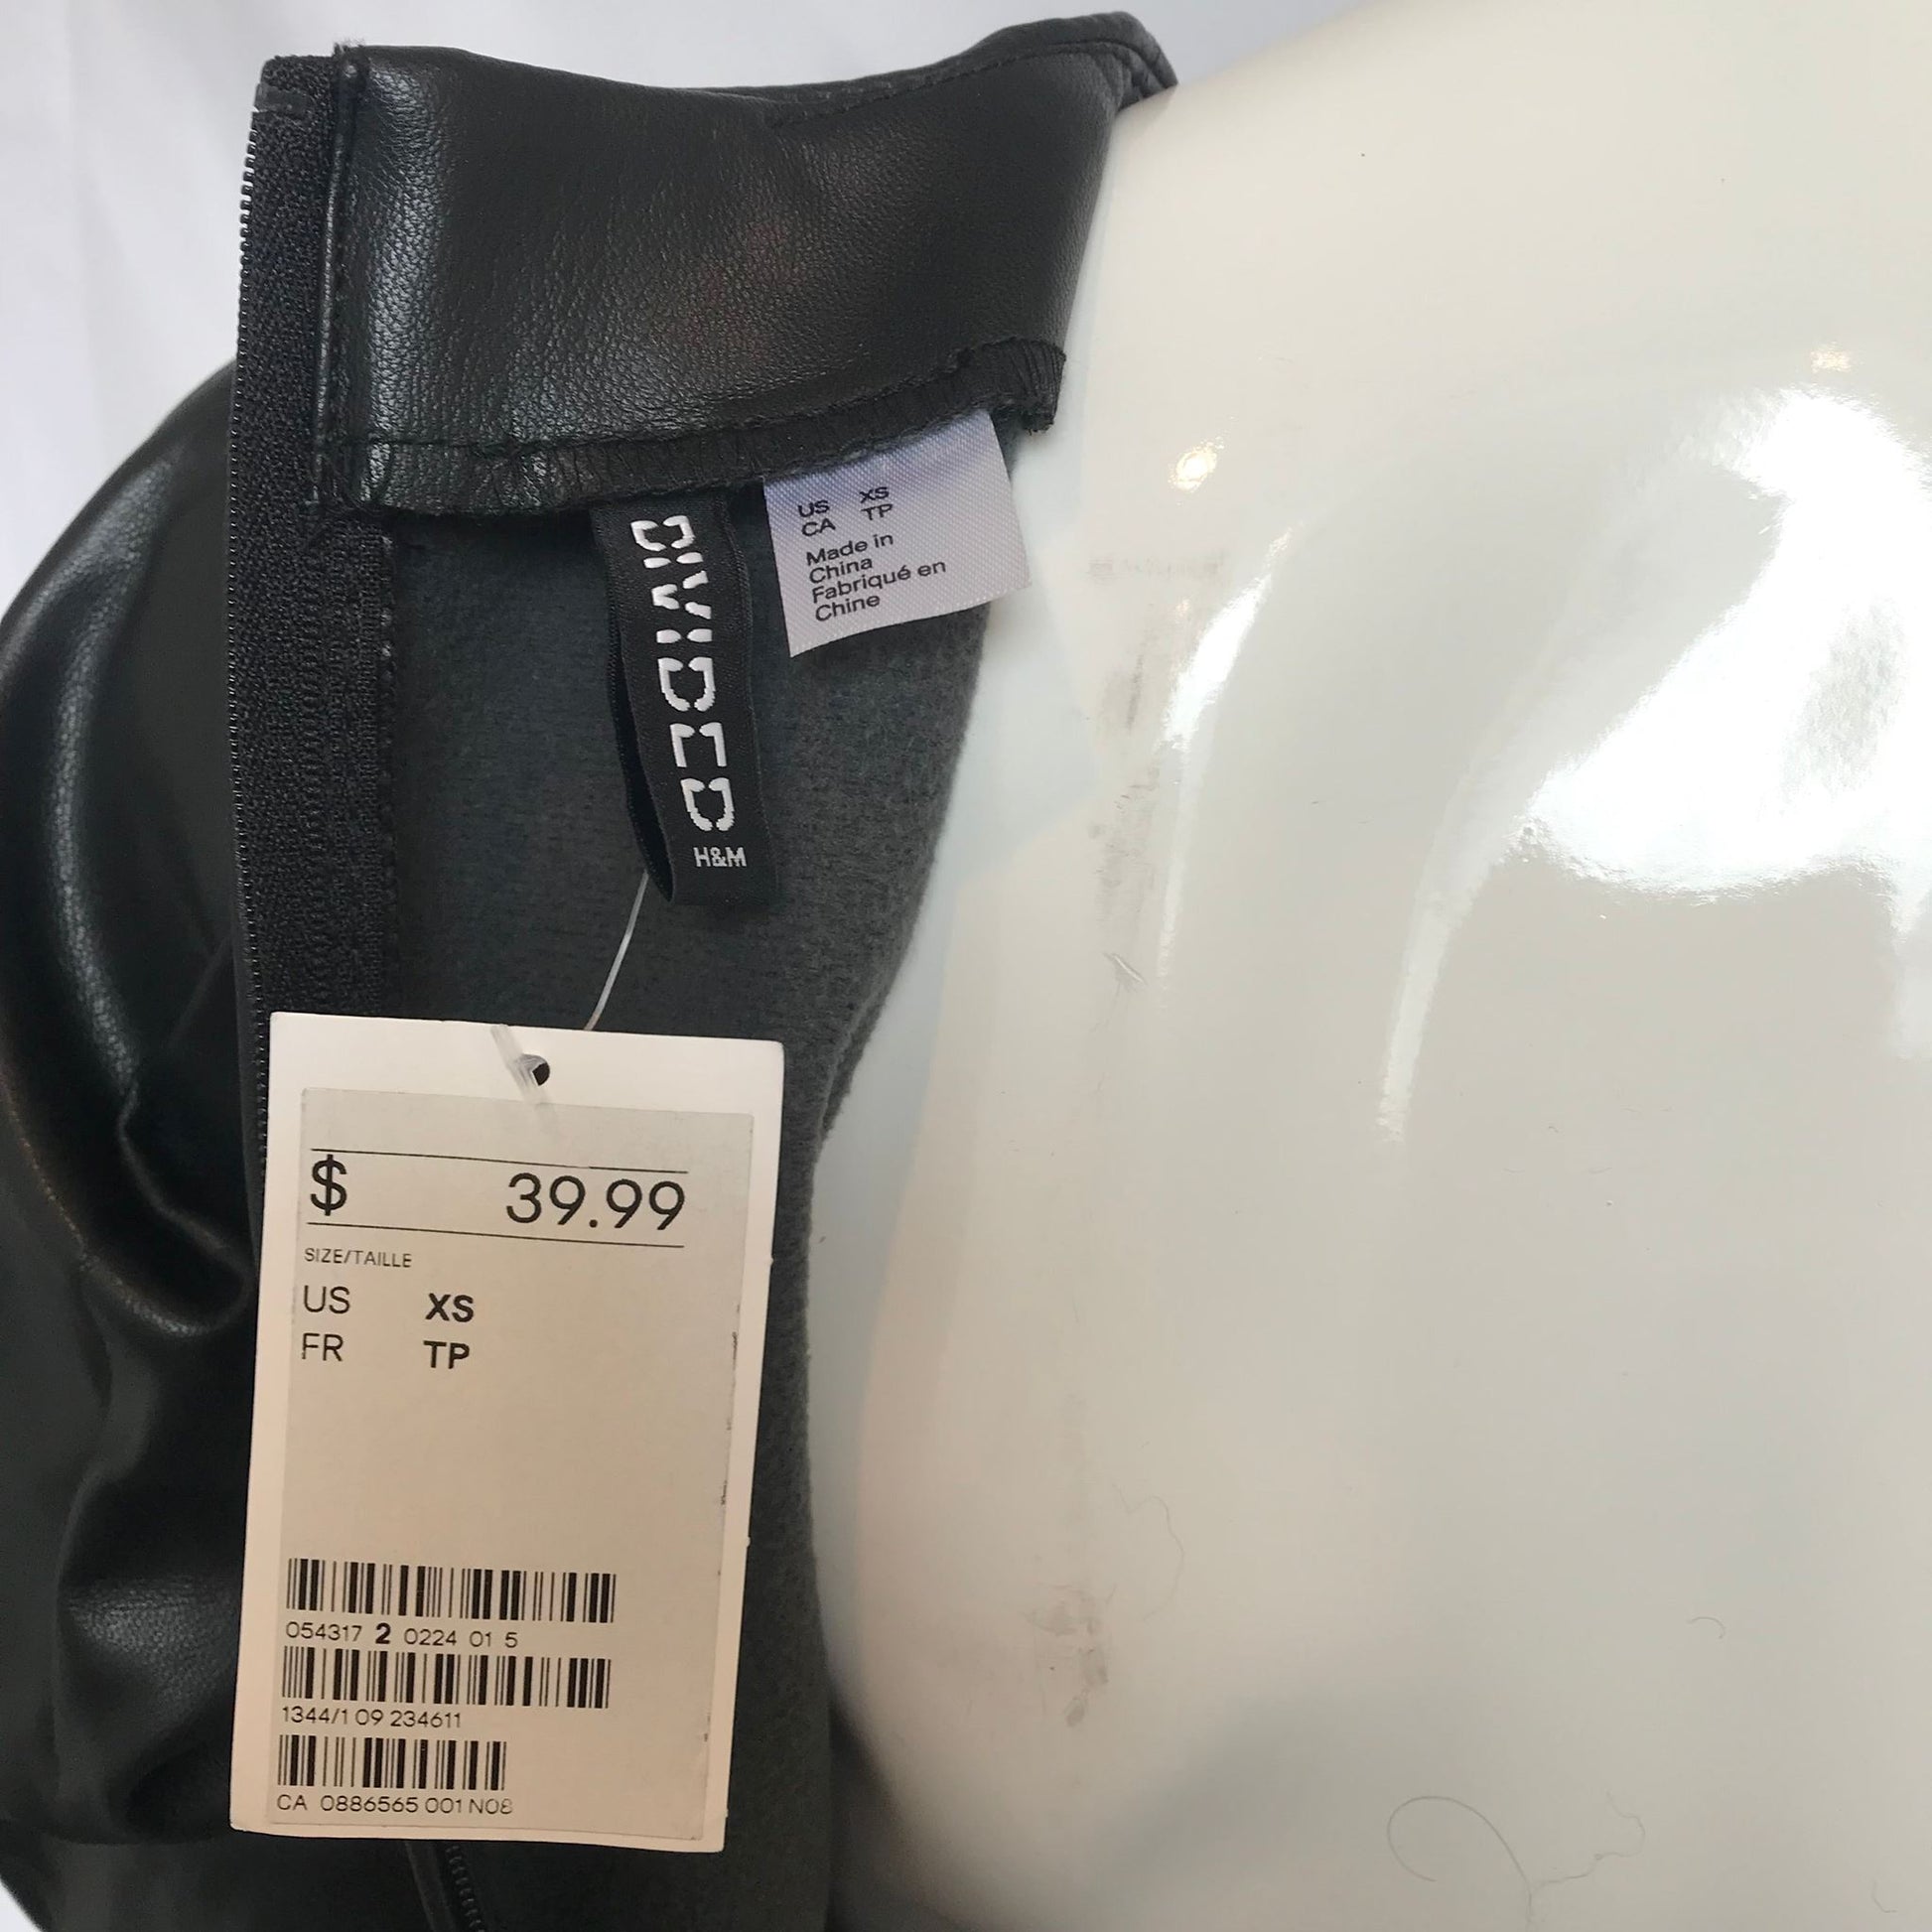 US XS
CA TP
Made in
China
Fabriqué en
Chine
DIVIDED
H&M
$ 39.99
SIZE/TAILLE
US XS
FR TP
054317 2 0224 01 5
1344/1 09 234611
CA 0886565 001 N08